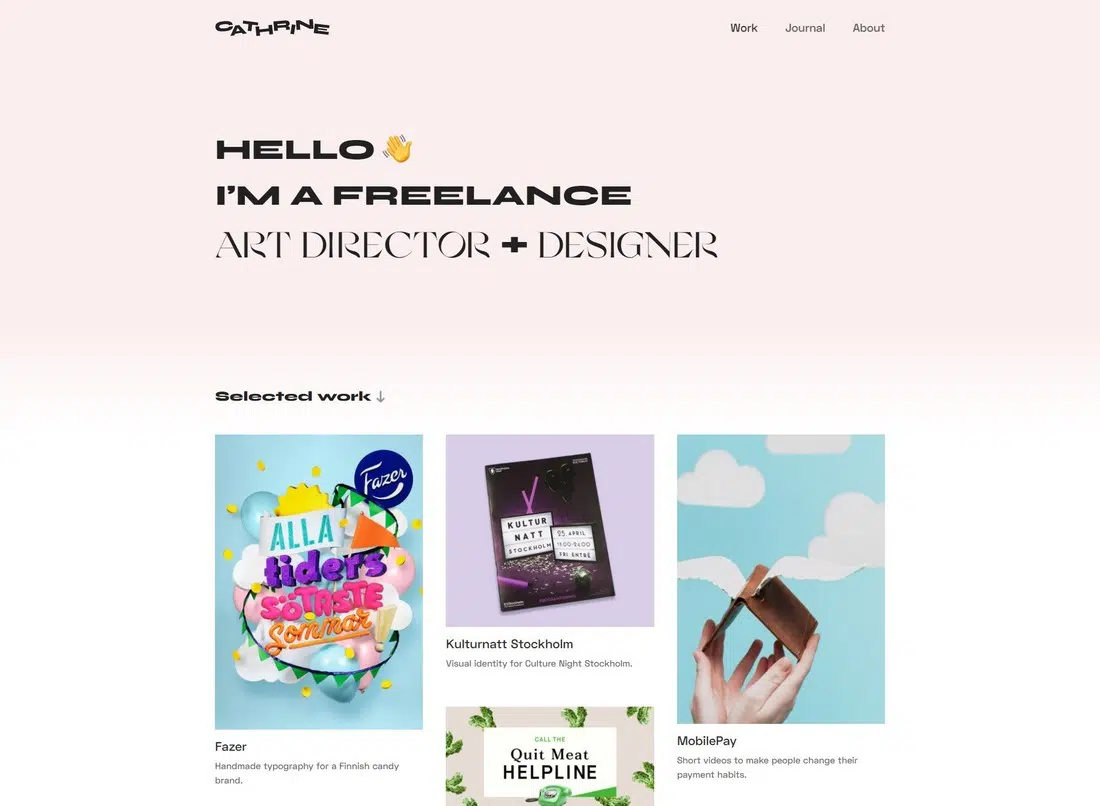 CATHRINE
Work
Journal
About
HELLO 👋
I'M A FREELANCE
ART DIRECTOR + DESIGNER
Selected work ↓
Fazer
ALLA
tiders
SÖTASTE
Sommar!
KULTUR
NATT
STOCKHOLM
25. APRIL
18:00-24:00
FRI ENTRÉ
Kulturnatt Stockholm
Visual identity for Culture Night Stockholm.
CALL THE
Quit Meat
HELPLINE
Fazer
Handmade typography for a Finnish candy
brand.
MobilePay
Short videos to make people change their
payment habits.